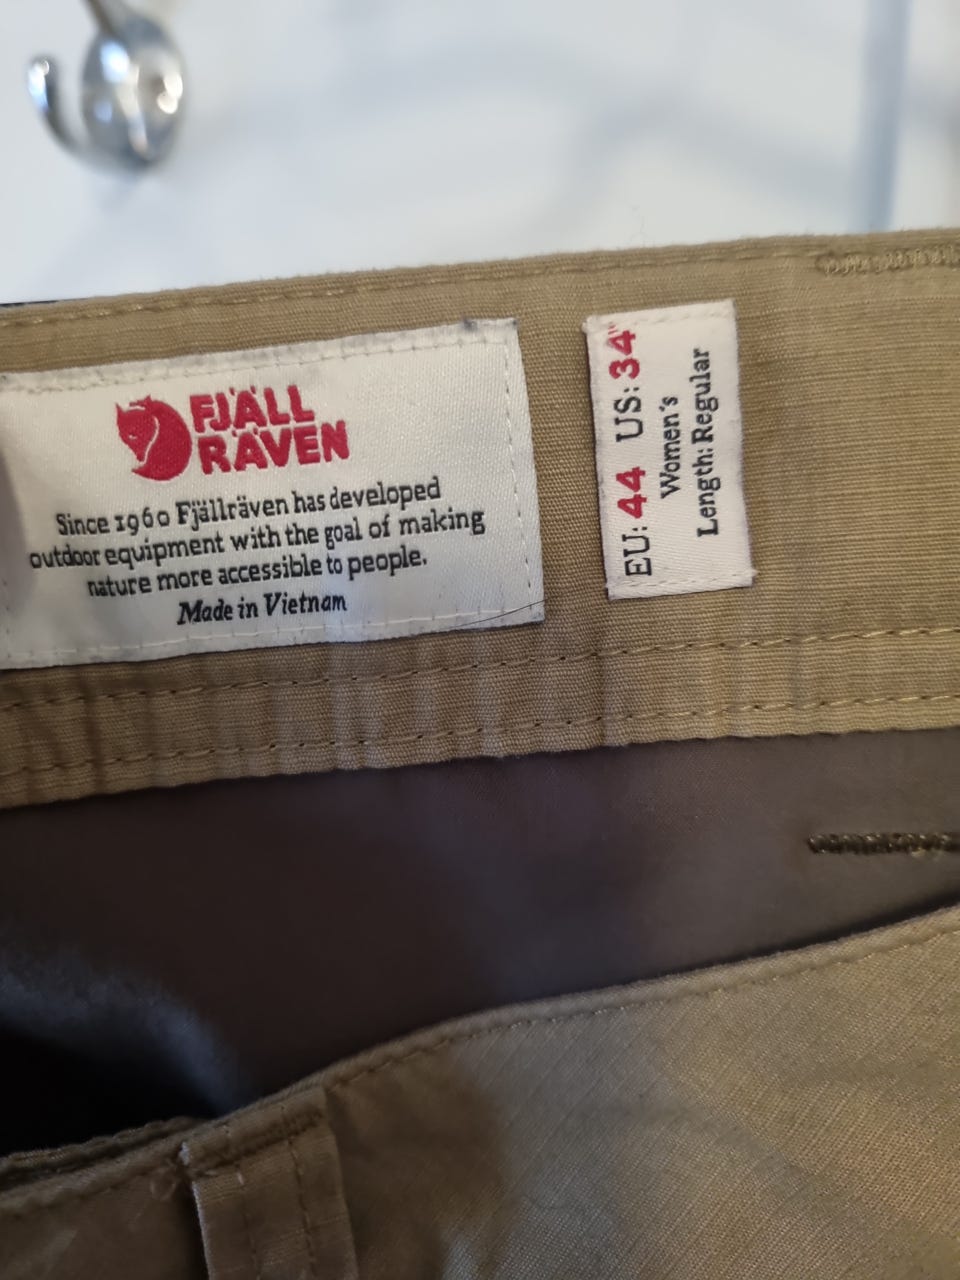 FJÄLL
RÄVEN
Since 1960 Fjällräven has developed
outdoor equipment with the goal of making
nature more accessible to people.
Made in Vietnam
EU: 44 US: 34"
Women's
Length: Regular